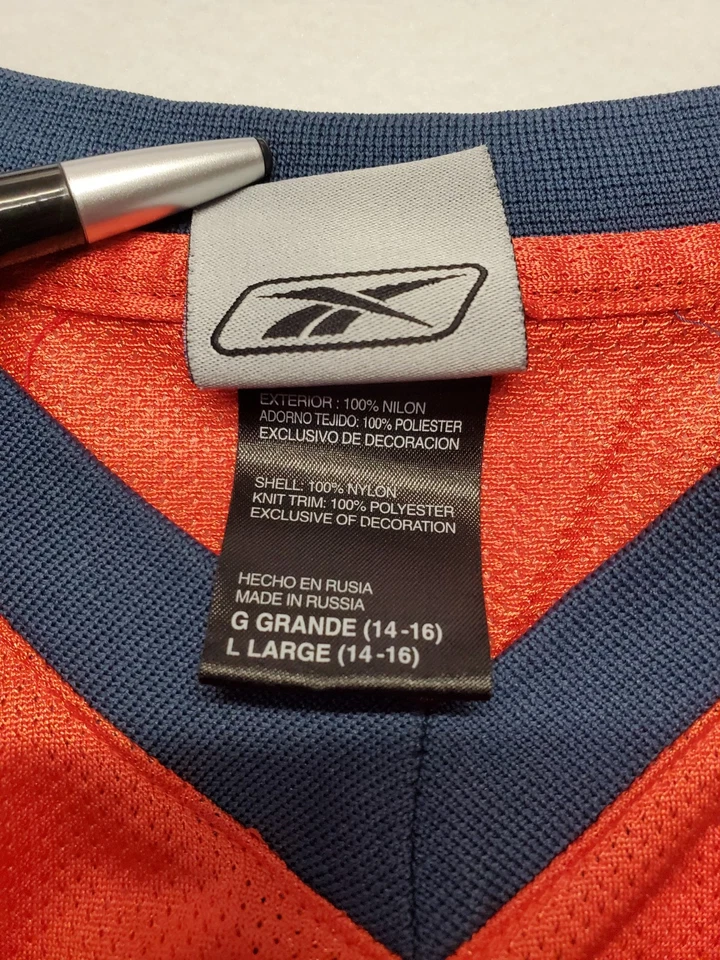 EXTERIOR : 100% NILON
ADORNO TEJIDO: 100% POLIESTER
EXCLUSIVO DE DECORACION
SHELL: 100% NYLON
KNIT TRIM: 100% POLYESTER
EXCLUSIVE OF DECORATION
HECHO EN RUSIA
MADE IN RUSSIA
G GRANDE (14-16)
L LARGE (14-16)